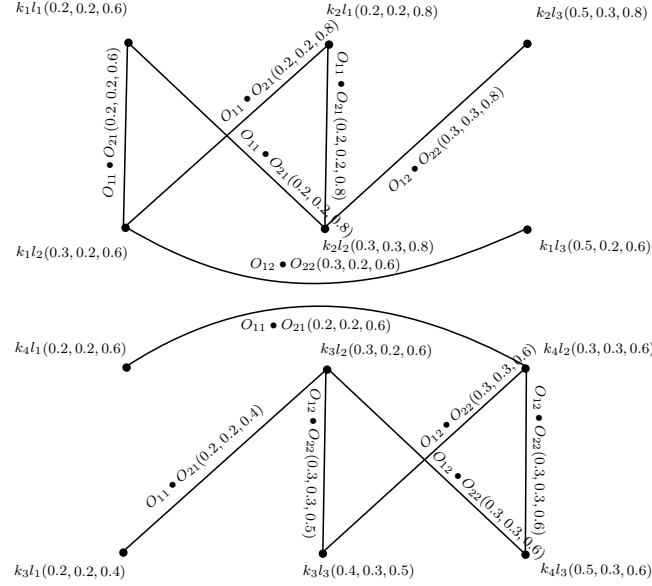 k₁l₁(0.2, 0.2, 0.6)
k₂l₁(0.2, 0.2, 0.8)
k₂l₃(0.5, 0.3, 0.8)
O₁₁ • O₂₁(0.2, 0.2, 0.6)
O₁₁ • O₂₁(0.2, 0.2, 0.8)
O₁₁ • O₂₁(0.2, 0.2, 0.8)
O₁₁ • O₂₁(0.2, 0.2, 0.8)
O₁₂ • O₂₂(0.3, 0.3, 0.8)
k₁l₂(0.3, 0.2, 0.6)
k₂l₂(0.3, 0.3, 0.8)
k₁l₃(0.5, 0.2, 0.6)
O₁₂ • O₂₂(0.3, 0.2, 0.6)
O₁₁ • O₂₁(0.2, 0.2, 0.6)
k₄l₁(0.2, 0.2, 0.6)
k₃l₂(0.3, 0.2, 0.6)
k₄l₂(0.3, 0.3, 0.6)
O₁₁ • O₂₁(0.2, 0.2, 0.4)
O₁₂ • O₂₂(0.3, 0.3, 0.5)
O₁₂ • O₂₂(0.3, 0.3, 0.6)
O₁₂ • O₂₂(0.3, 0.3, 0.6)
O₁₂ • O₂₂(0.3, 0.3, 0.6)
k₃l₁(0.2, 0.2, 0.4)
k₃l₃(0.4, 0.3, 0.5)
k₄l₃(0.5, 0.3, 0.6)